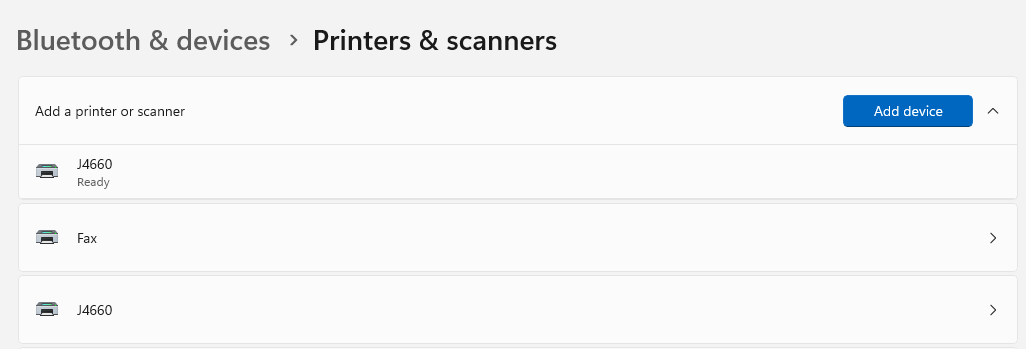 Bluetooth & devices > Printers & scanners
Add a printer or scanner
Add device
J4660
Ready
Fax
J4660